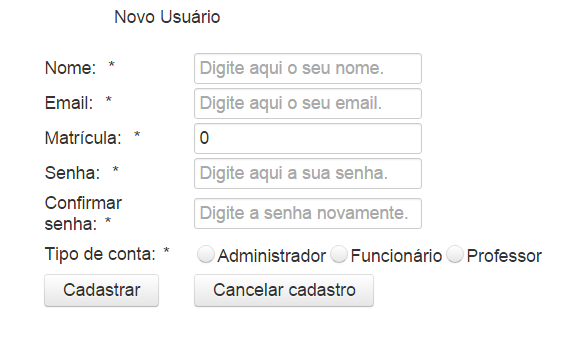 Novo Usuário
Nome: * Digite aqui o seu nome.
Email: * Digite aqui o seu email.
Matrícula: * 0
Senha: * Digite aqui a sua senha.
Confirmar
senha: * Digite a senha novamente.
Tipo de conta: * Administrador Funcionário Professor
Cadastrar Cancelar cadastro